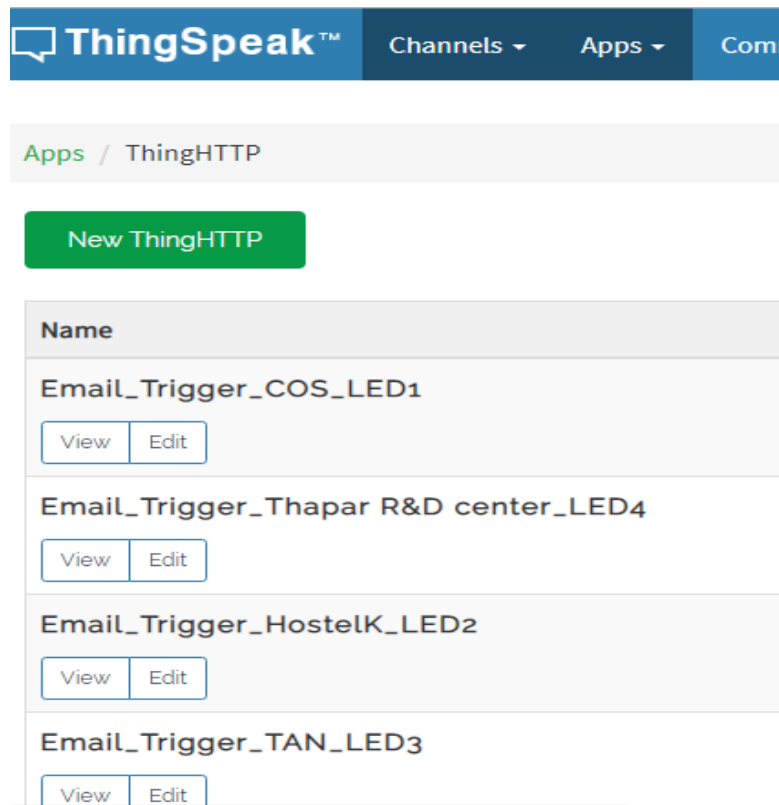 ThingSpeak™ Channels Apps Com
Apps / ThingHTTP
New ThingHTTP
Name
Email_Trigger_COS_LED1
View Edit
Email_Trigger_Thapar R&D center_LED4
View Edit
Email_Trigger_HostelK_LED2
View Edit
Email_Trigger_TAN_LED3
View Edit